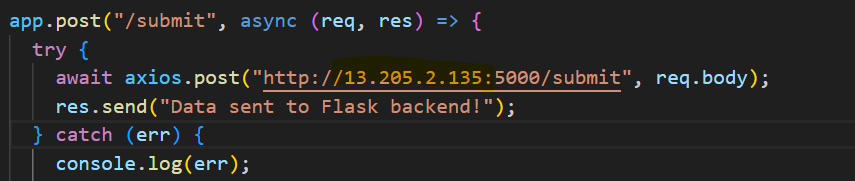 app.post("/submit", async (req, res) => {
  try {
    await axios.post("http://13.205.2.135:5000/submit", req.body);
    res.send("Data sent to Flask backend!");
  } catch (err) {
    console.log(err);